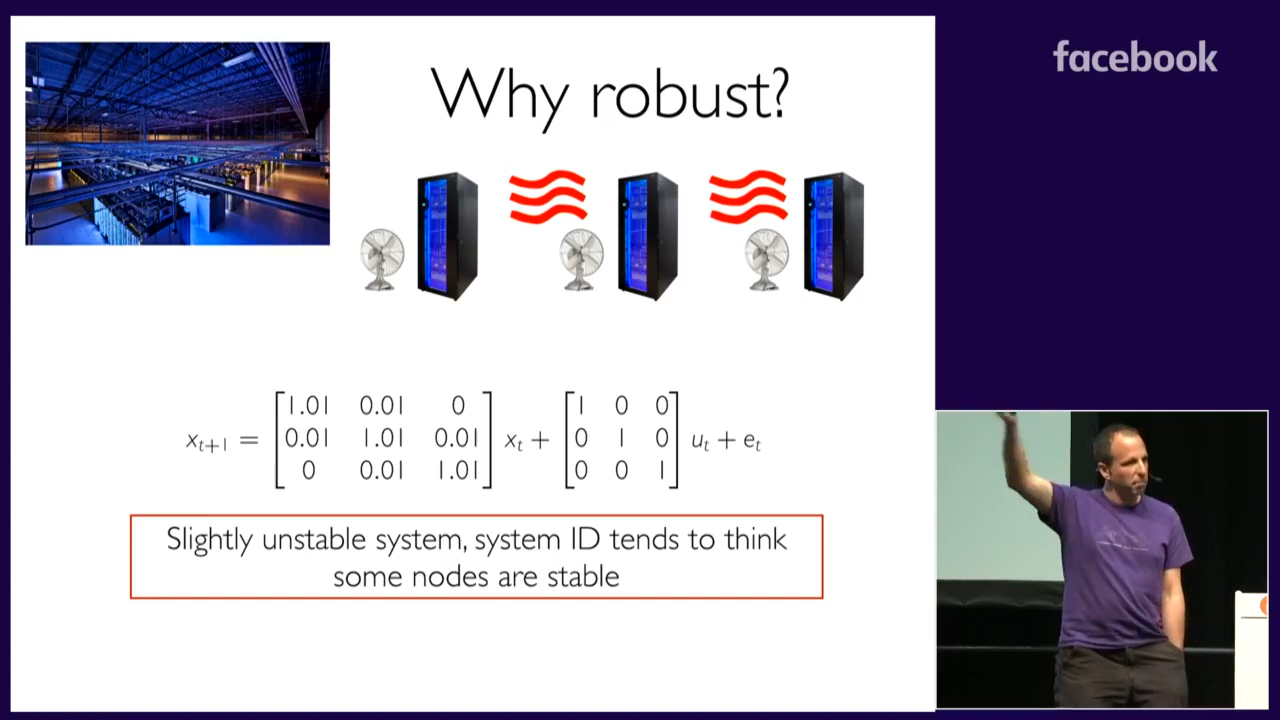 facebook
Why robust?
x_{t+1} = [1.01 0.01 0; 0.01 1.01 0.01; 0 0.01 1.01] x_t + [1 0 0; 0 1 0; 0 0 1] u_t + e_t
Slightly unstable system, system ID tends to think
some nodes are stable